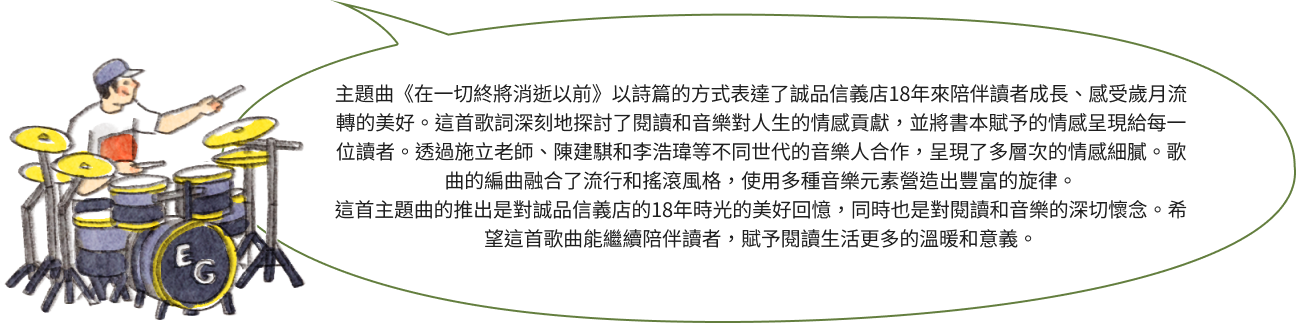 主題曲《在一切終將消逝以前》以詩篇的方式表達了誠品信義店18年來陪伴讀者成長、感受歲月流
轉的美好。這首歌詞深刻地探討了閱讀和音樂對人生的情感貢獻，並將書本賦予的情感呈現給每一
位讀者。透過施立老師、陳建騏和李浩瑋等不同世代的音樂人合作，呈現了多層次的情感細膩。歌
曲的編曲融合了流行和搖滾風格，使用多種音樂元素營造出豐富的旋律。
這首主題曲的推出是對誠品信義店的18年時光的美好回憶，同時也是對閱讀和音樂的深切懷念。希
望這首歌曲能繼續陪伴讀者，賦予閱讀生活更多的溫暖和意義。
EG